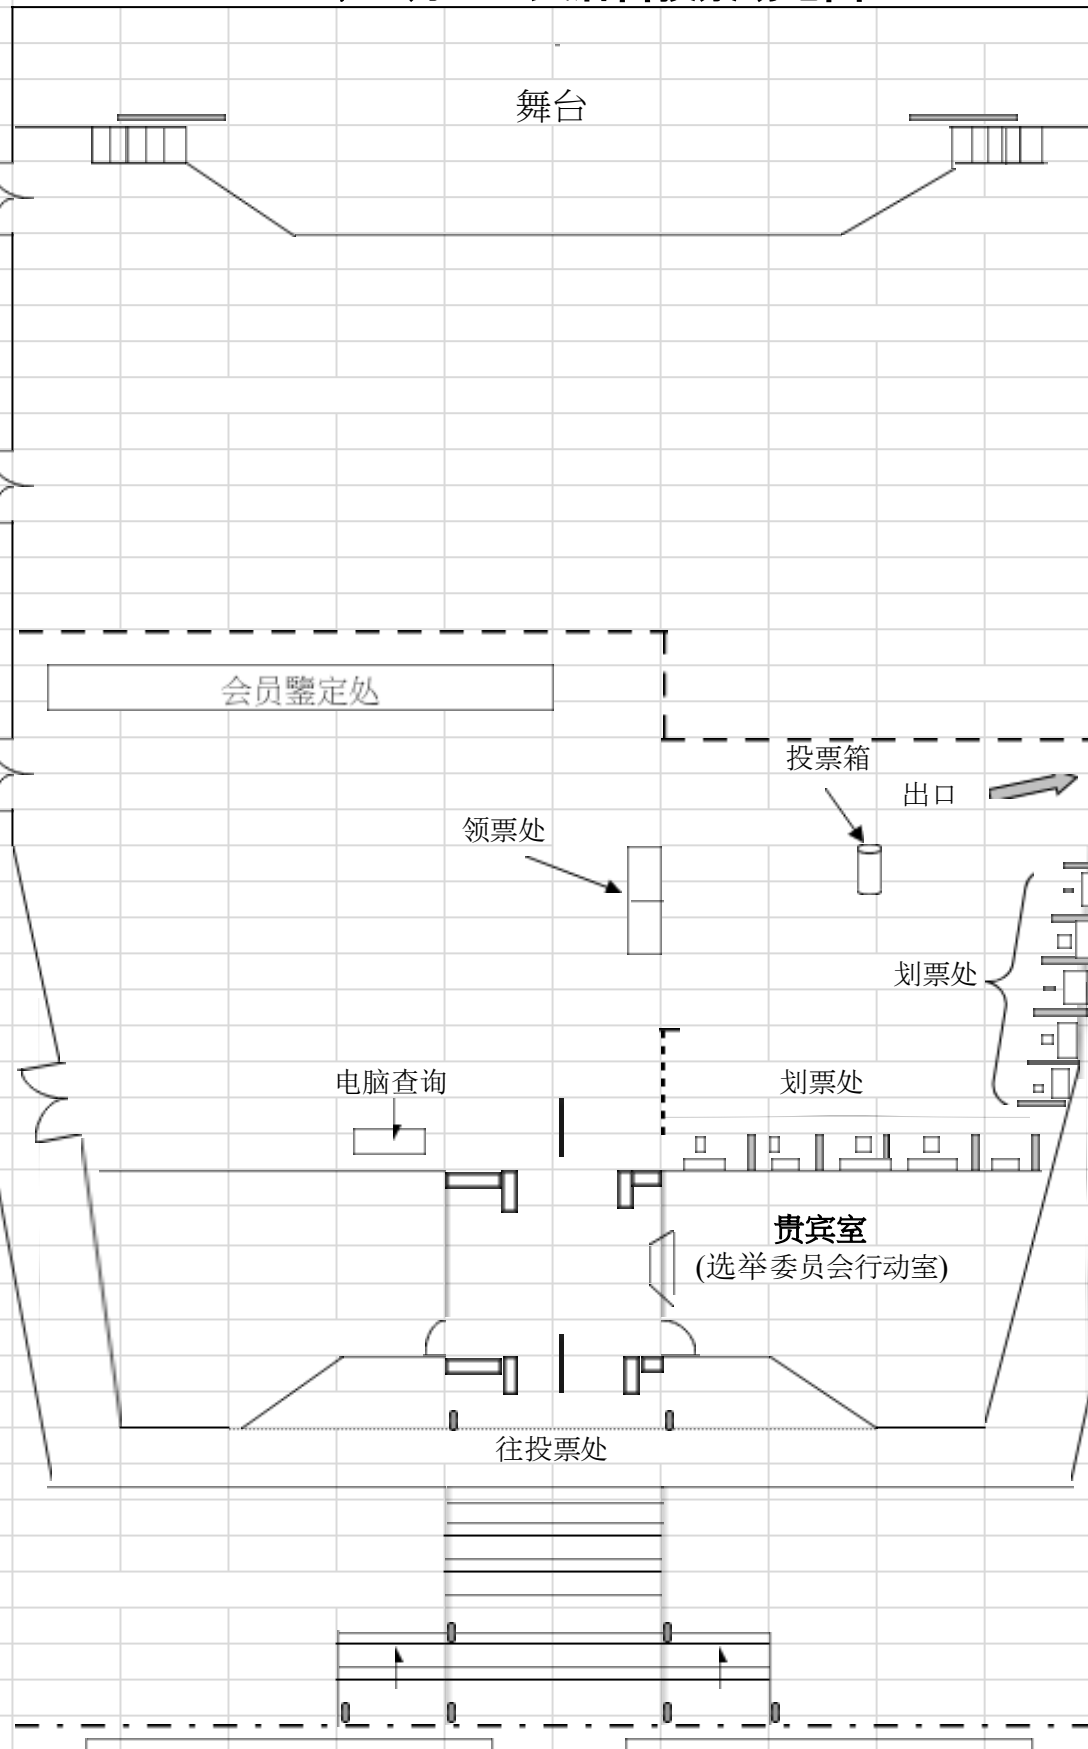 舞台
会员鑒定处
投票箱
出口
领票处
划票处
电脑查询
划票处
贵宾室
(选举委员会行动室)
往投票处